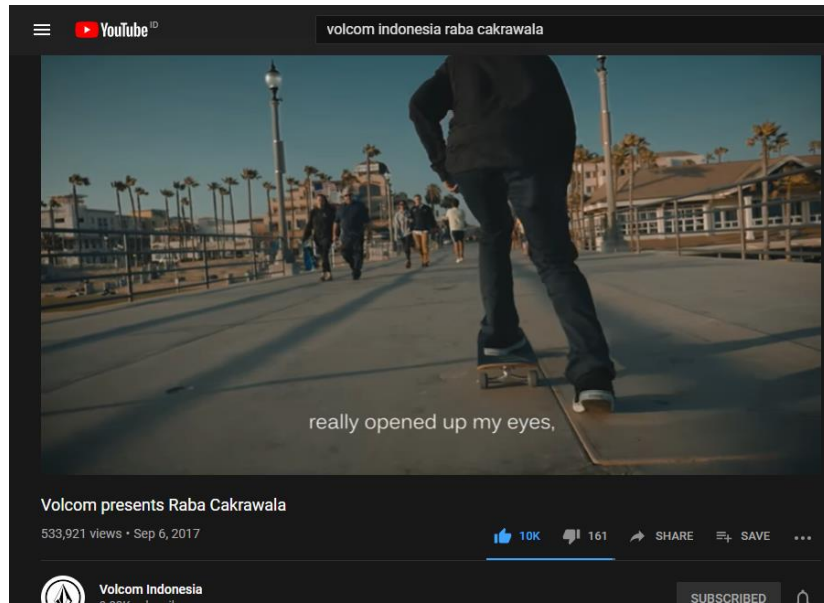 YouTube ID
volcom indonesia raba cakrawala
really opened up my eyes,
Volcom presents Raba Cakrawala
533,921 views • Sep 6, 2017
10K 161 SHARE SAVE
Volcom Indonesia
SUBSCRIBED